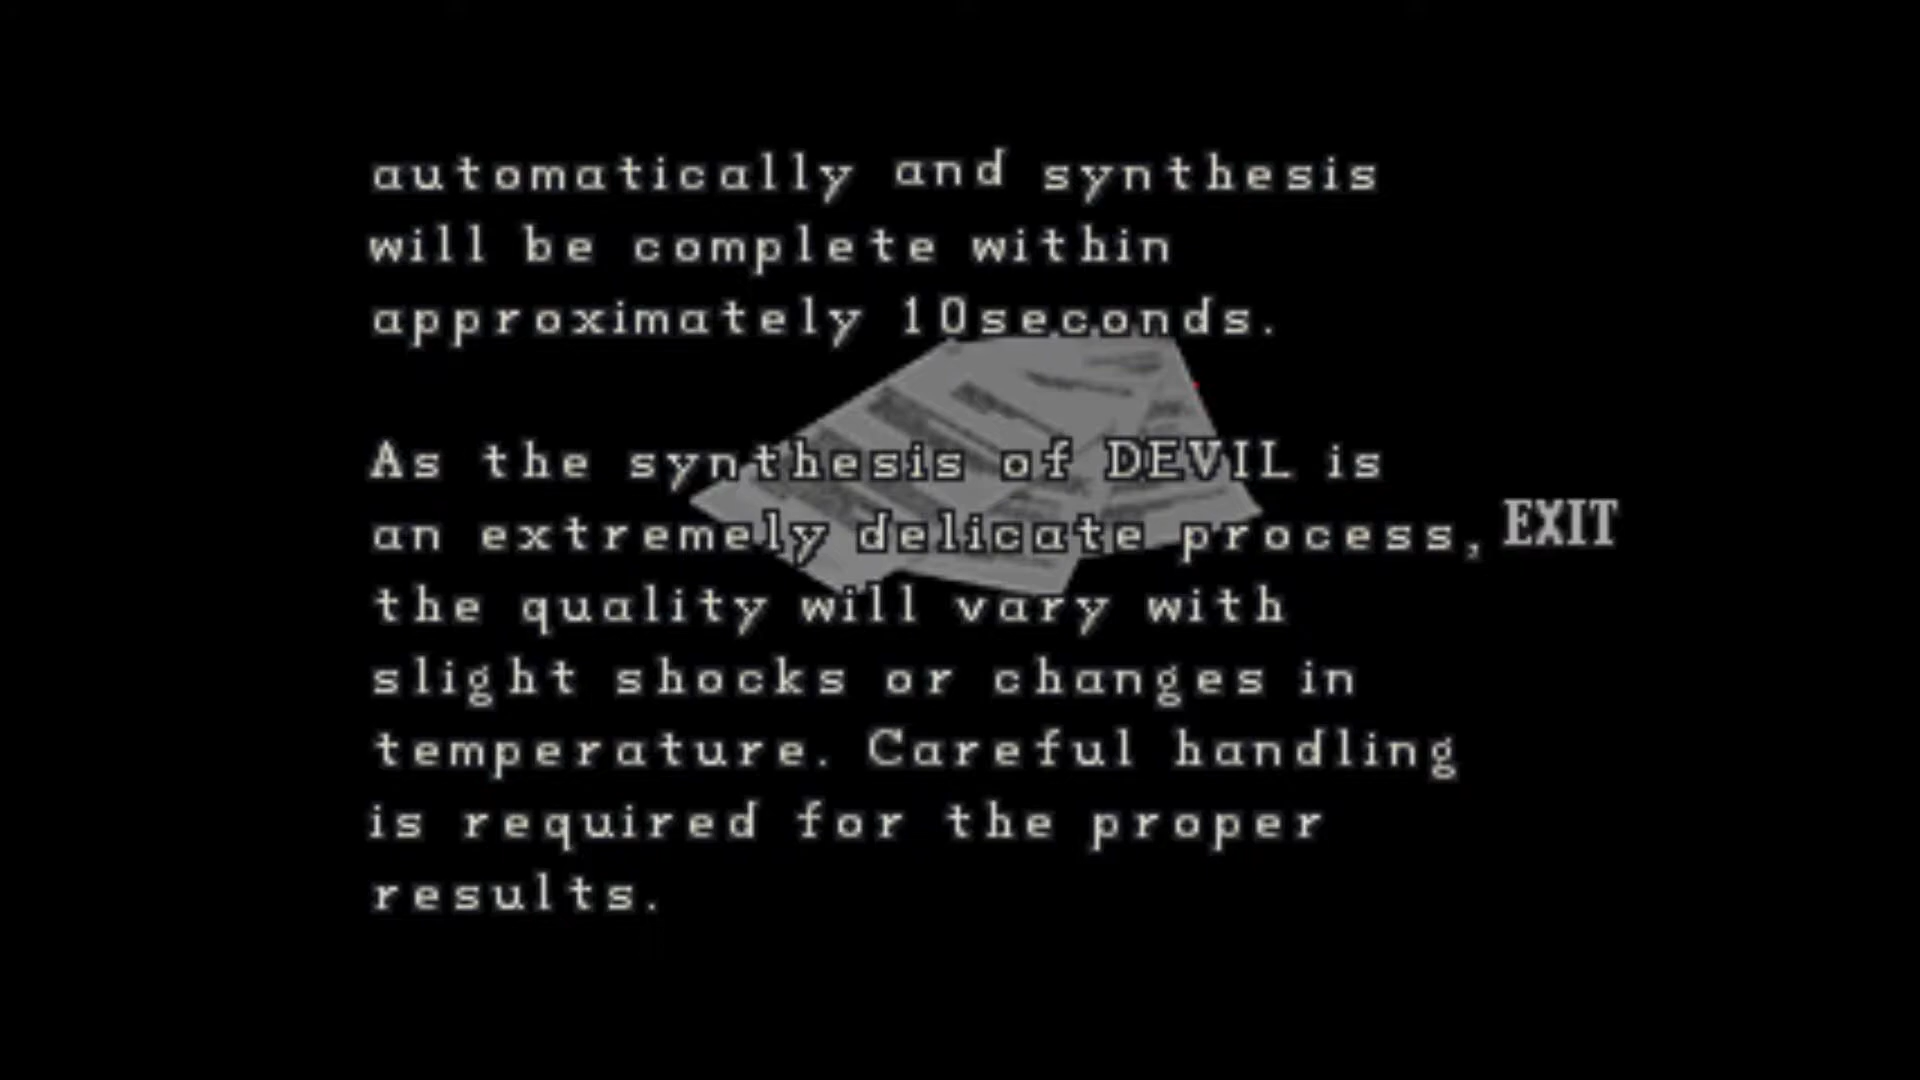 automatically and synthesis
will be complete within
approximately 10seconds.
As the synthesis of DEVIL is
an extremely delicate process,
EXIT
the quality will vary with
slight shocks or changes in
temperature. Careful handling
is required for the proper
results.